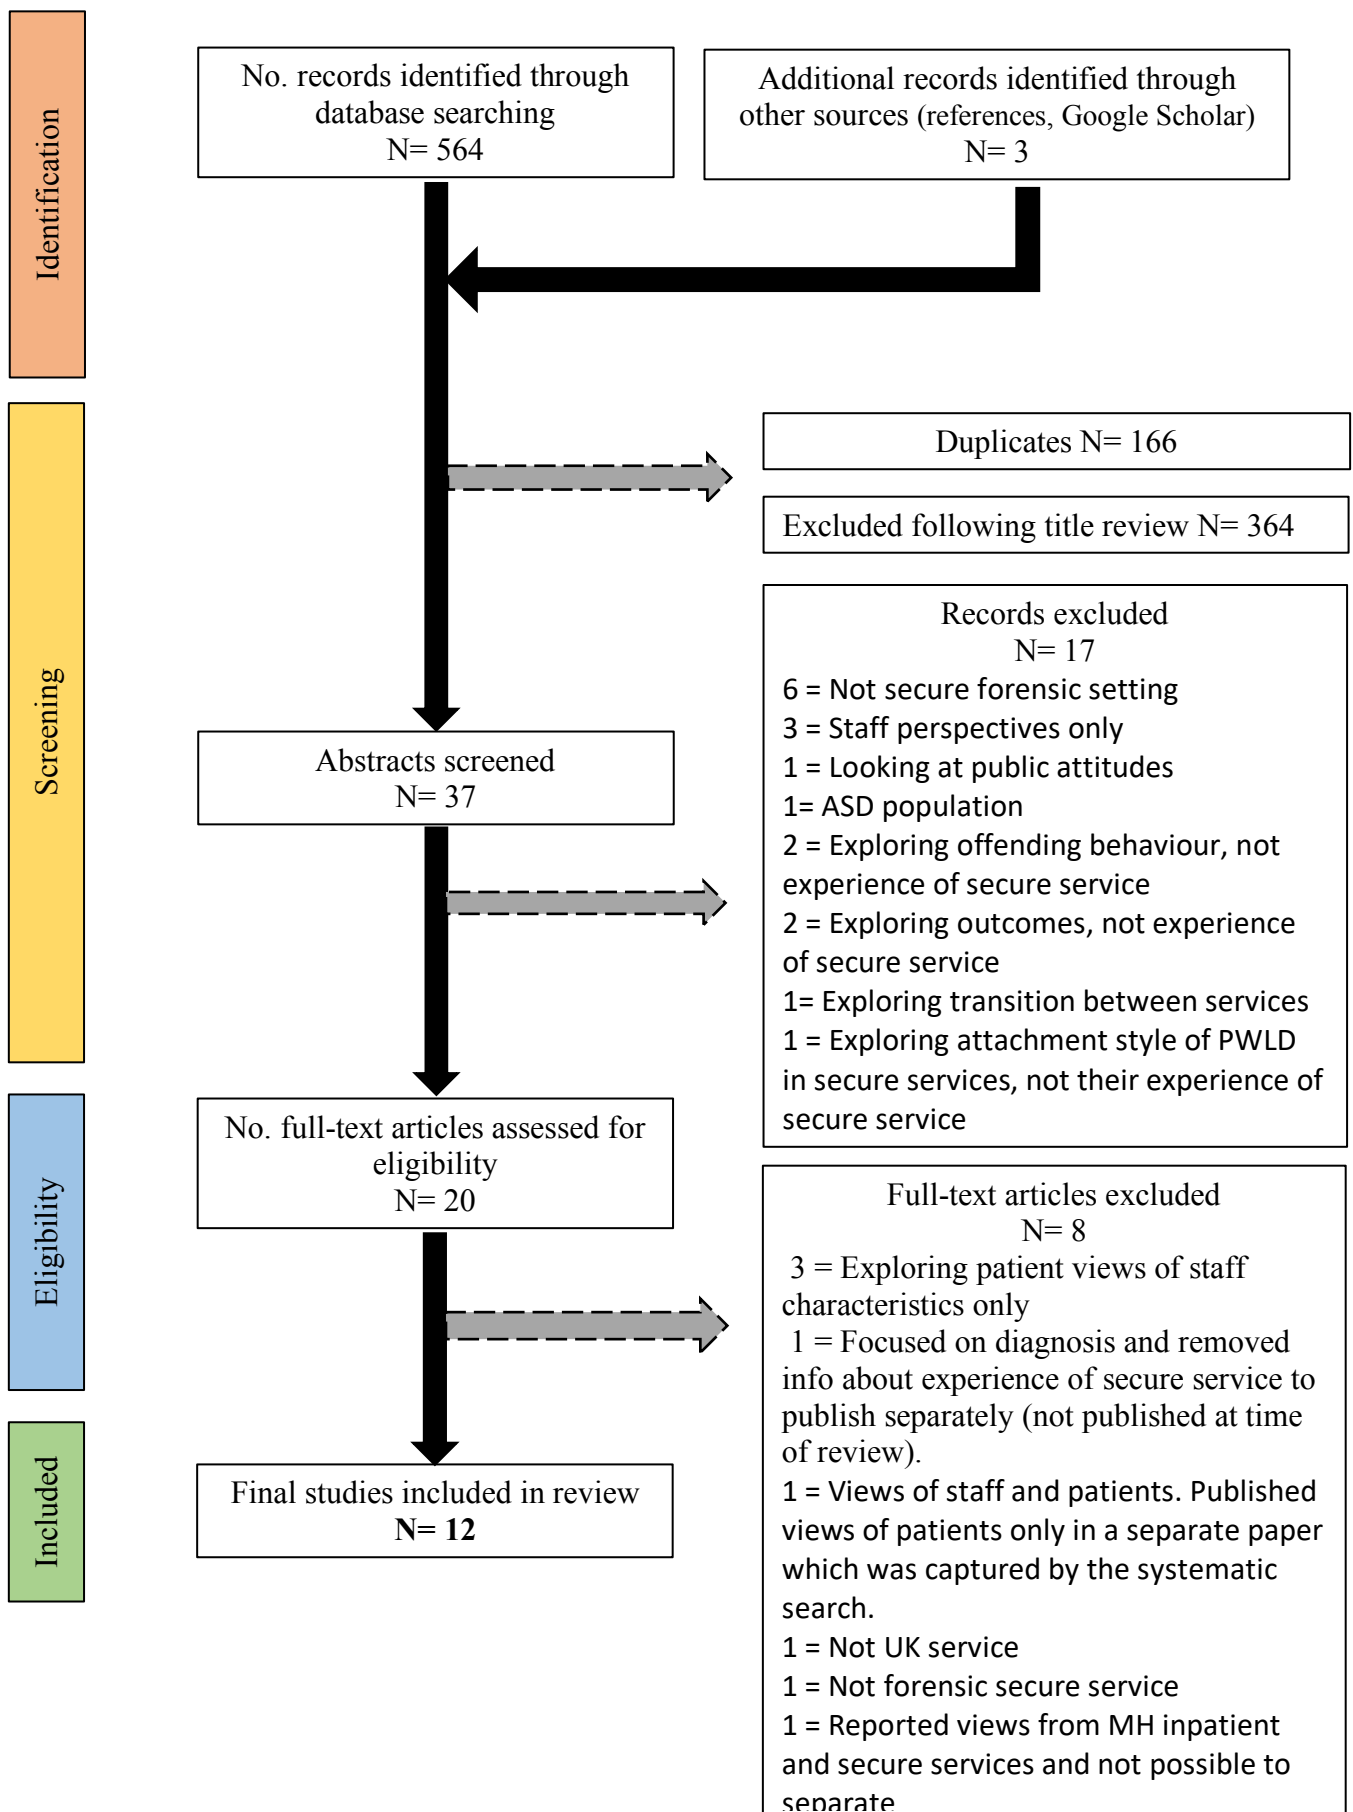 Identification
No. records identified through
database searching
N= 564
Additional records identified through
other sources (references, Google Scholar)
N= 3
Screening
Duplicates N= 166
Excluded following title review N= 364
Abstracts screened
N= 37
Records excluded
N= 17
6 = Not secure forensic setting
3 = Staff perspectives only
1 = Looking at public attitudes
1= ASD population
2 = Exploring offending behaviour, not
experience of secure service
2 = Exploring outcomes, not experience
of secure service
1= Exploring transition between services
1 = Exploring attachment style of PWLD
in secure services, not their experience of
secure service
Eligibility
No. full-text articles assessed for
eligibility
N= 20
Full-text articles excluded
N= 8
3 = Exploring patient views of staff
characteristics only
1 = Focused on diagnosis and removed
info about experience of secure service to
publish separately (not published at time
of review).
1 = Views of staff and patients. Published
views of patients only in a separate paper
which was captured by the systematic
search.
1 = Not UK service
1 = Not forensic secure service
1 = Reported views from MH inpatient
and secure services and not possible to
separate
Included
Final studies included in review
N= 12